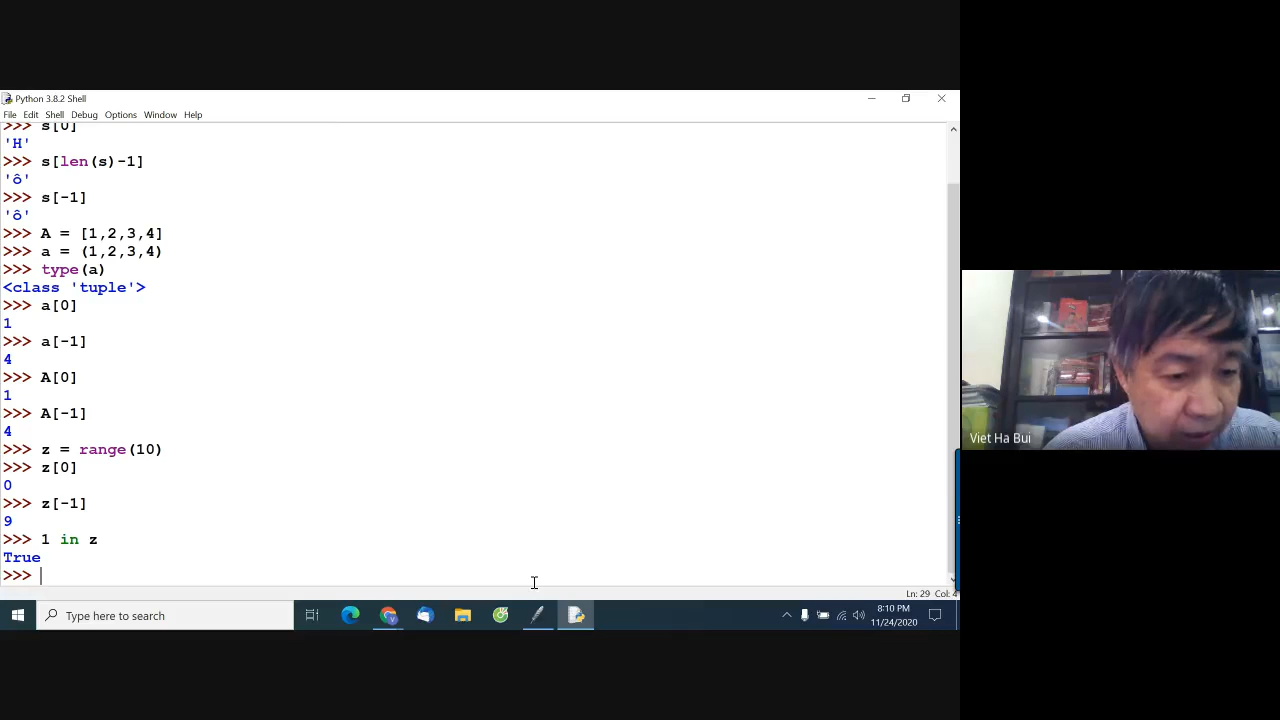 Python 3.8.2 Shell
File Edit Shell Debug Options Window Help
>>> s[0]
'H'
>>> s[len(s)-1]
'ô'
>>> s[-1]
'ô'
>>> A = [1,2,3,4]
>>> a = (1,2,3,4)
>>> type(a)
<class 'tuple'>
>>> a[0]
1
>>> a[-1]
4
>>> A[0]
1
>>> A[-1]
4
>>> z = range(10)
>>> z[0]
0
>>> z[-1]
9
>>> 1 in z
True
>>>
Viet Ha Bui
Ln: 29 Col: 4
Type here to search
8:10 PM
11/24/2020